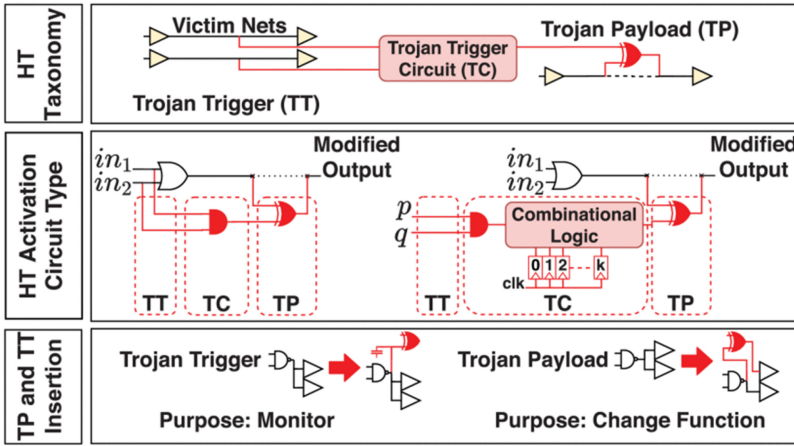 HT
Taxonomy
Victim Nets
Trojan Trigger
Circuit (TC)
Trojan Payload (TP)
Trojan Trigger (TT)
HT Activation
Circuit Type
in1
in2
Modified
Output
TT
TC
TP
in1
in2
Modified
Output
p
q
Combinational
Logic
0 1 2 k
clk
TT
TC
TP
TP and TT
Insertion
Trojan Trigger
Purpose: Monitor
Trojan Payload
Purpose: Change Function